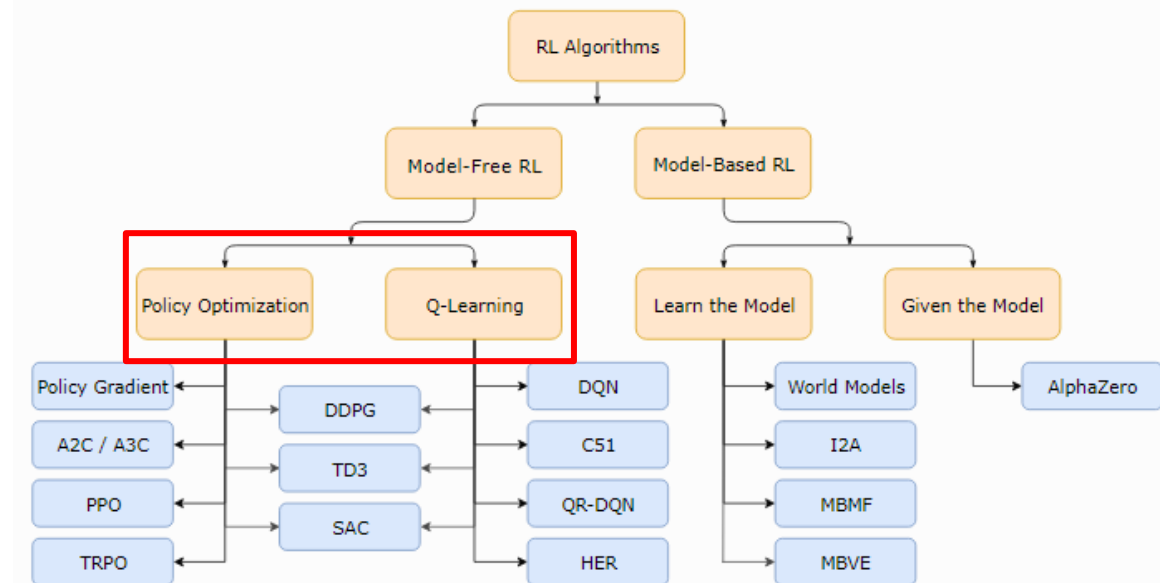 RL Algorithms
Model-Free RL
Model-Based RL
Policy Optimization
Q-Learning
Learn the Model
Given the Model
Policy Gradient
DDPG
DQN
World Models
AlphaZero
A2C / A3C
TD3
C51
I2A
PPO
SAC
QR-DQN
MBMF
TRPO
HER
MBVE